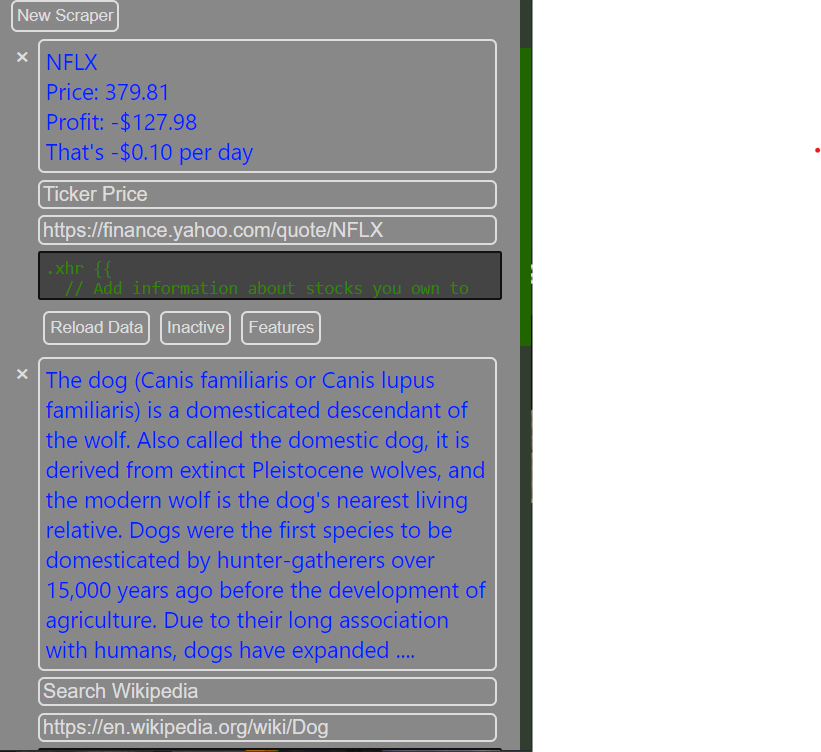 New Scraper
×
NFLX
Price: 379.81
Profit: -$127.98
That's -$0.10 per day
Ticker Price
https://finance.yahoo.com/quote/NFLX
.xhr {{
// Add information about stocks you own to
Reload Data Inactive Features
×
The dog (Canis familiaris or Canis lupus
familiaris) is a domesticated descendant of
the wolf. Also called the domestic dog, it is
derived from extinct Pleistocene wolves, and
the modern wolf is the dog's nearest living
relative. Dogs were the first species to be
domesticated by hunter-gatherers over
15,000 years ago before the development of
agriculture. Due to their long association
with humans, dogs have expanded ....
Search Wikipedia
https://en.wikipedia.org/wiki/Dog